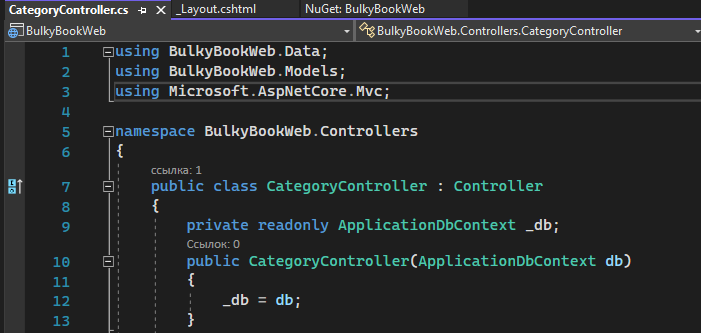 CategoryController.cs _Layout.cshtml NuGet: BulkyBookWeb
BulkyBookWeb BulkyBookWeb.Controllers.CategoryController
1 using BulkyBookWeb.Data;
2 using BulkyBookWeb.Models;
3 using Microsoft.AspNetCore.Mvc;
4
5 namespace BulkyBookWeb.Controllers
6 {
ссылка: 1
7 public class CategoryController : Controller
8 {
9 private readonly ApplicationDbContext _db;
Ссылок: 0
10 public CategoryController(ApplicationDbContext db)
11 {
12 _db = db;
13 }